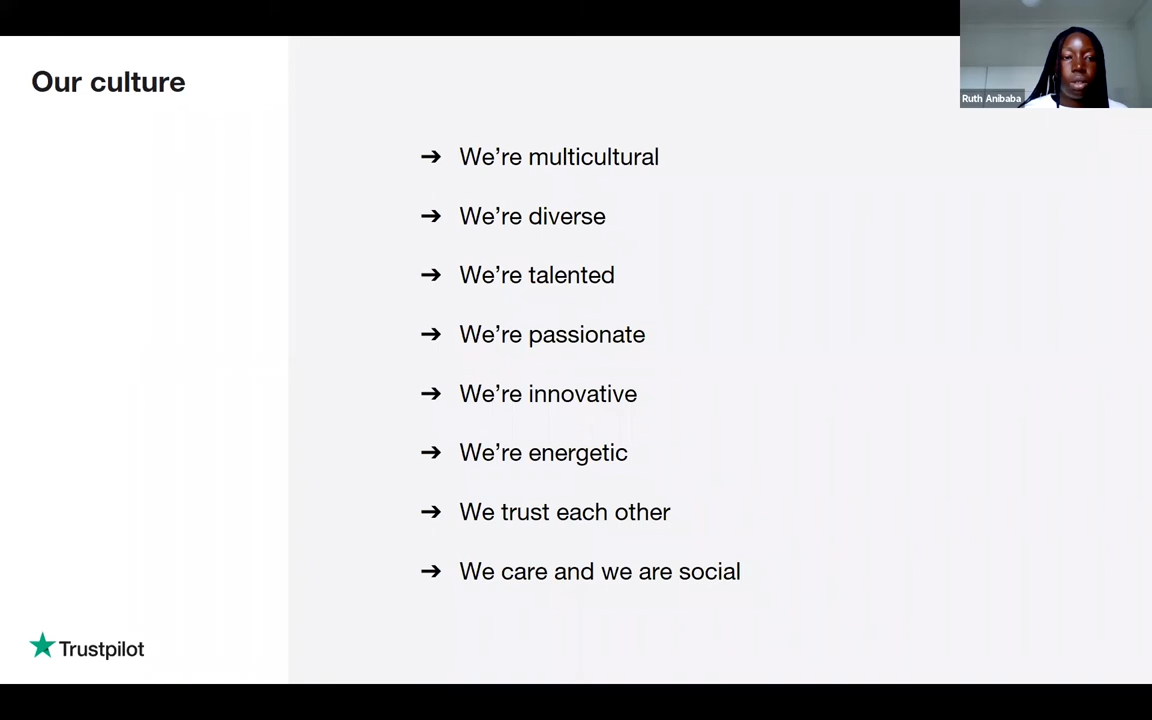 Our culture
Ruth Anibaba
➔ We’re multicultural
➔ We’re diverse
➔ We’re talented
➔ We’re passionate
➔ We’re innovative
➔ We’re energetic
➔ We trust each other
➔ We care and we are social
Trustpilot